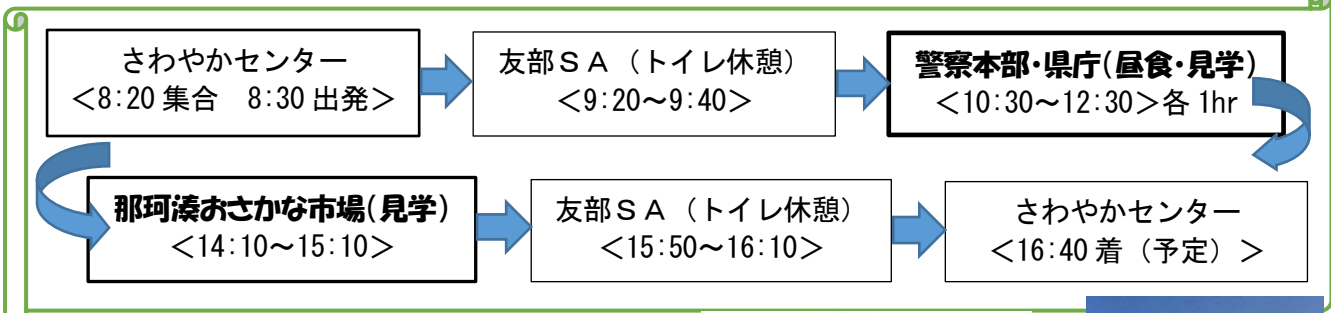 さわやかセンター
<8:20 集合　8:30 出発>
友部ＳＡ（トイレ休憩）
<9:20～9:40>
警察本部・県庁(昼食・見学)
<10:30～12:30>各 1hr
那珂湊おさかな市場(見学)
<14:10～15:10>
友部ＳＡ（トイレ休憩）
<15:50～16:10>
さわやかセンター
<16:40 着（予定）>